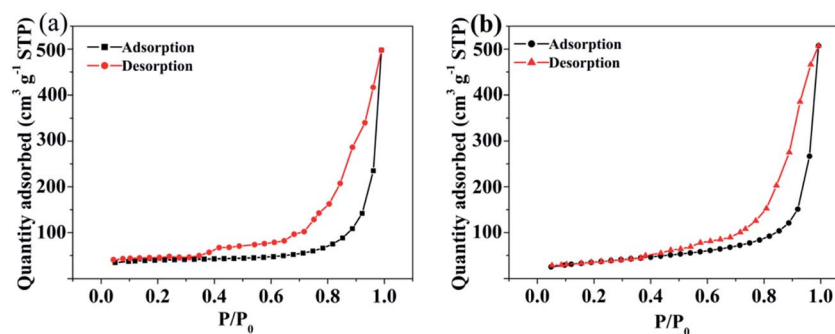 (a)
Adsorption
Desorption
Quantity adsorbed (cm³ g⁻¹ STP)
500
400
300
200
100
0.0 0.2 0.4 0.6 0.8 1.0
P/P₀
(b)
Adsorption
Desorption
Quantity adsorbed (cm³ g⁻¹ STP)
500
400
300
200
100
0.0 0.2 0.4 0.6 0.8 1.0
P/P₀